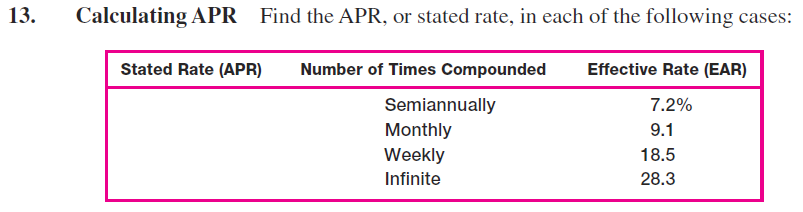 13. Calculating APR Find the APR, or stated rate, in each of the following cases:
Stated Rate (APR) Number of Times Compounded Effective Rate (EAR)
Semiannually 7.2%
Monthly 9.1
Weekly 18.5
Infinite 28.3